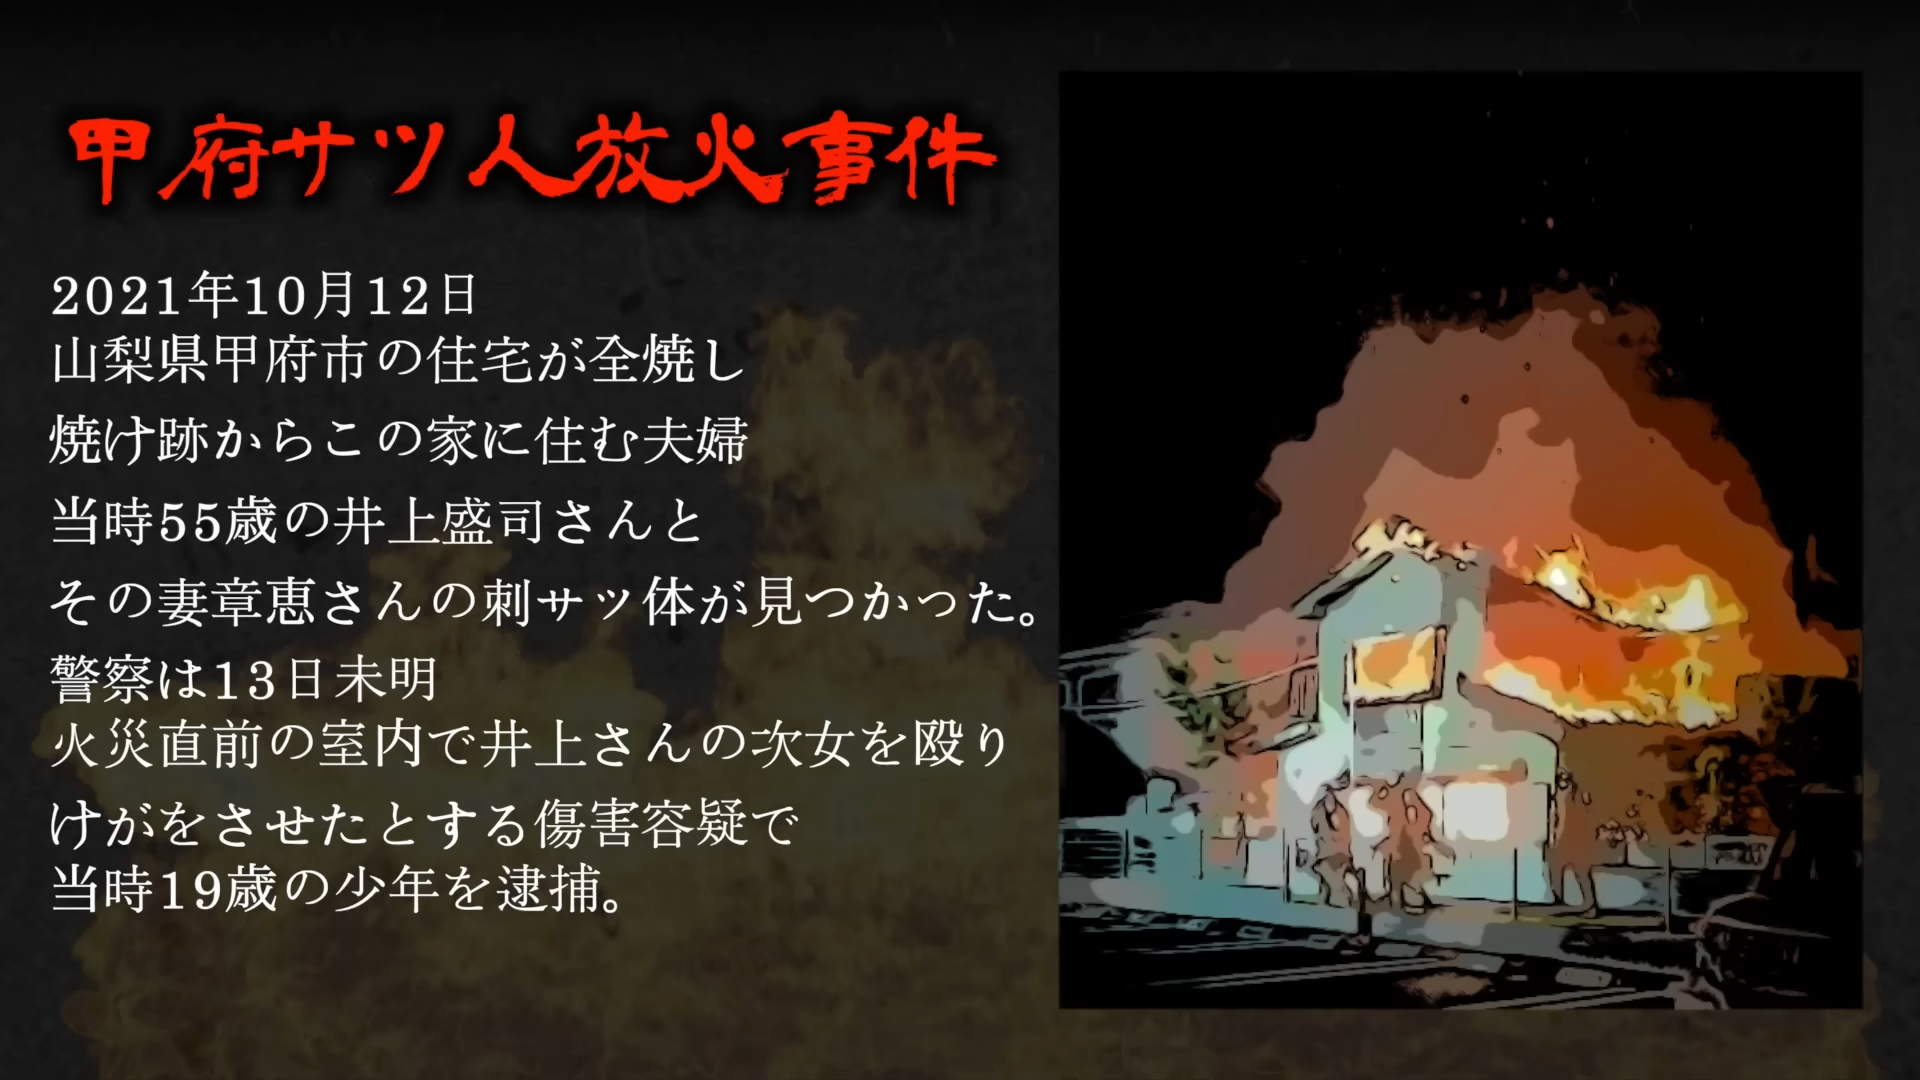 甲府サツ人放火事件
2021年10月12日
山梨県甲府市の住宅が全焼し
焼け跡からこの家に住む夫婦
当時55歳の井上盛司さんと
その妻章恵さんの刺サツ体が見つかった。
警察は13日未明
火災直前の室内で井上さんの次女を殴り
けがをさせたとする傷害容疑で
当時19歳の少年を逮捕。